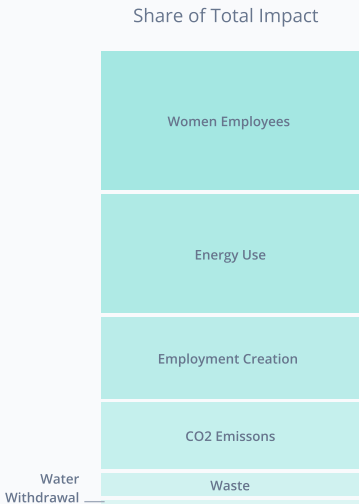 Share of Total Impact
Women Employees
Energy Use
Employment Creation
CO2 Emissons
Waste
Water
Withdrawal